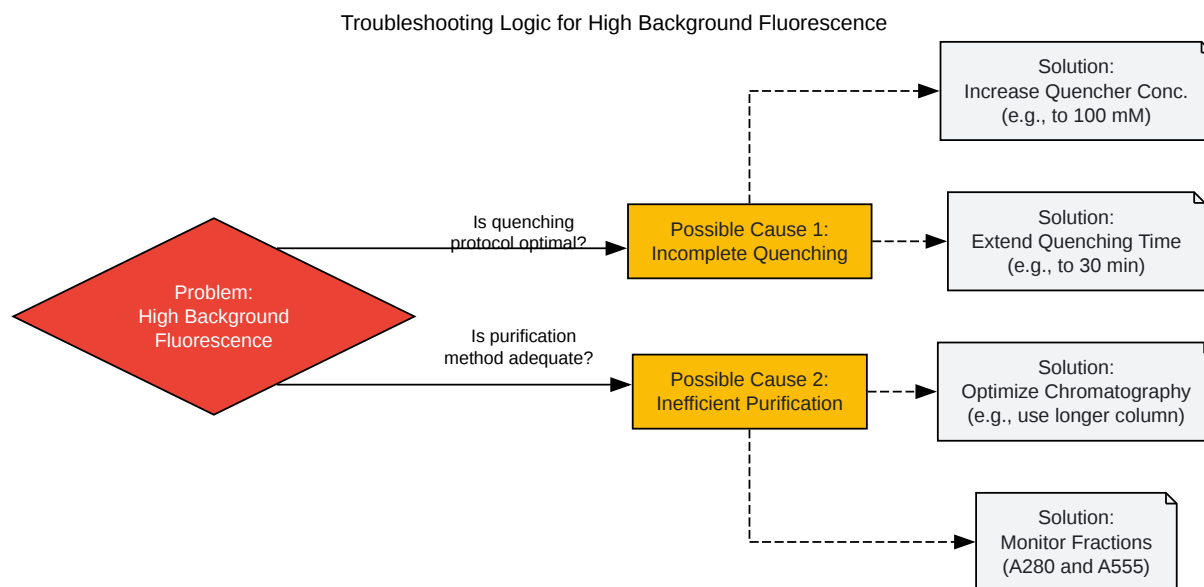 Troubleshooting Logic for High Background Fluorescence
Problem:
High Background
Fluorescence
Is quenching
protocol optimal?
Possible Cause 1:
Incomplete Quenching
Solution:
Increase Quencher Conc.
(e.g., to 100 mM)
Solution:
Extend Quenching Time
(e.g., to 30 min)
Is purification
method adequate?
Possible Cause 2:
Inefficient Purification
Solution:
Optimize Chromatography
(e.g., use longer column)
Solution:
Monitor Fractions
(A280 and A555)